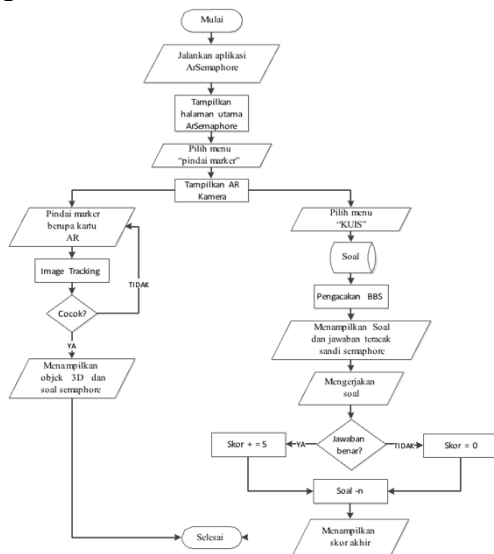 Mulai
Jalankan aplikasi
ArSemaphore
Tampilkan
halaman utama
ArSemaphore
Pilih menu
"pindai marker"
Tampilkan AR
Kamera
Pindai marker
berupa kartu
AR
Image Tracking
TIDAK
Cocok?
YA
Menampilkan
objek 3D dan
soal semaphore
Pilih menu
"KUIS"
Soal
Pengacakan BBS
Menampilkan Soal
dan jawaban teracak
sandi semaphore
Mengerjakan
soal
Skor + = 5
YA
Jawaban
benar?
TIDAK
Skor = 0
Soal -n
Selesai
Menampilkan
skor akhir